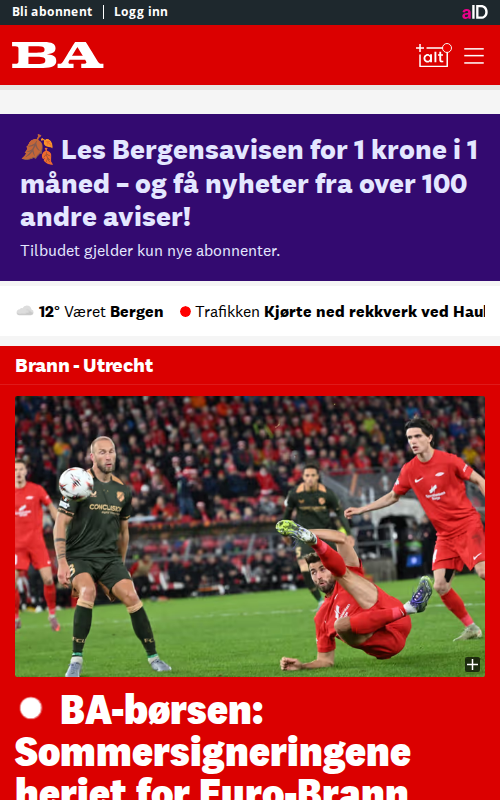 Bli abonnent | Logg inn aID
BA +alt
🍂 Les Bergensavisen for 1 krone i 1
måned – og få nyheter fra over 100
andre aviser!
Tilbudet gjelder kun nye abonnenter.
12° Været Bergen Trafikken Kjørte ned rekkverk ved Haul
Brann - Utrecht
CONCLUSION
BA-børsen:
Sommersigneringene
herjet for Euro-Brann